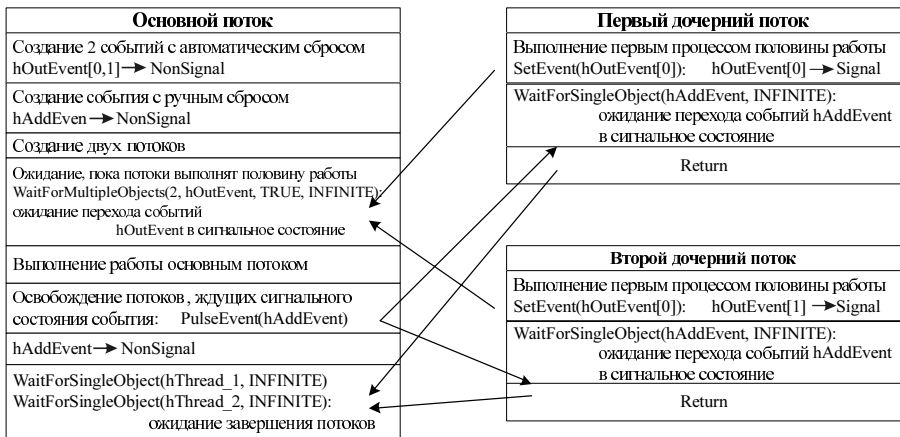 Основной поток
Создание 2 событий с автоматическим сбросом
hOutEvent[0,1] → NonSignal
Создание события с ручным сбросом
hAddEven → NonSignal
Создание двух потоков
Ожидание, пока потоки выполнят половину работы
WaitForMultipleObjects(2, hOutEvent, TRUE, INFINITE):
ожидание перехода событий
hOutEvent в сигнальное состояние
Выполнение работы основным потоком
Освобождение потоков, ждущих сигнального
состояния события: PulseEvent(hAddEvent)
hAddEvent → NonSignal
WaitForSingleObject(hThread_1, INFINITE)
WaitForSingleObject(hThread_2, INFINITE):
ожидание завершения потоков
Первый дочерний поток
Выполнение первым процессом половины работы
SetEvent(hOutEvent[0]): hOutEvent[0] → Signal
WaitForSingleObject(hAddEvent, INFINITE):
ожидание перехода событий hAddEvent
в сигнальное состояние
Return
Второй дочерний поток
Выполнение первым процессом половины работы
SetEvent(hOutEvent[0]): hOutEvent[1] → Signal
WaitForSingleObject(hAddEvent, INFINITE):
ожидание перехода событий hAddEvent
в сигнальное состояние
Return